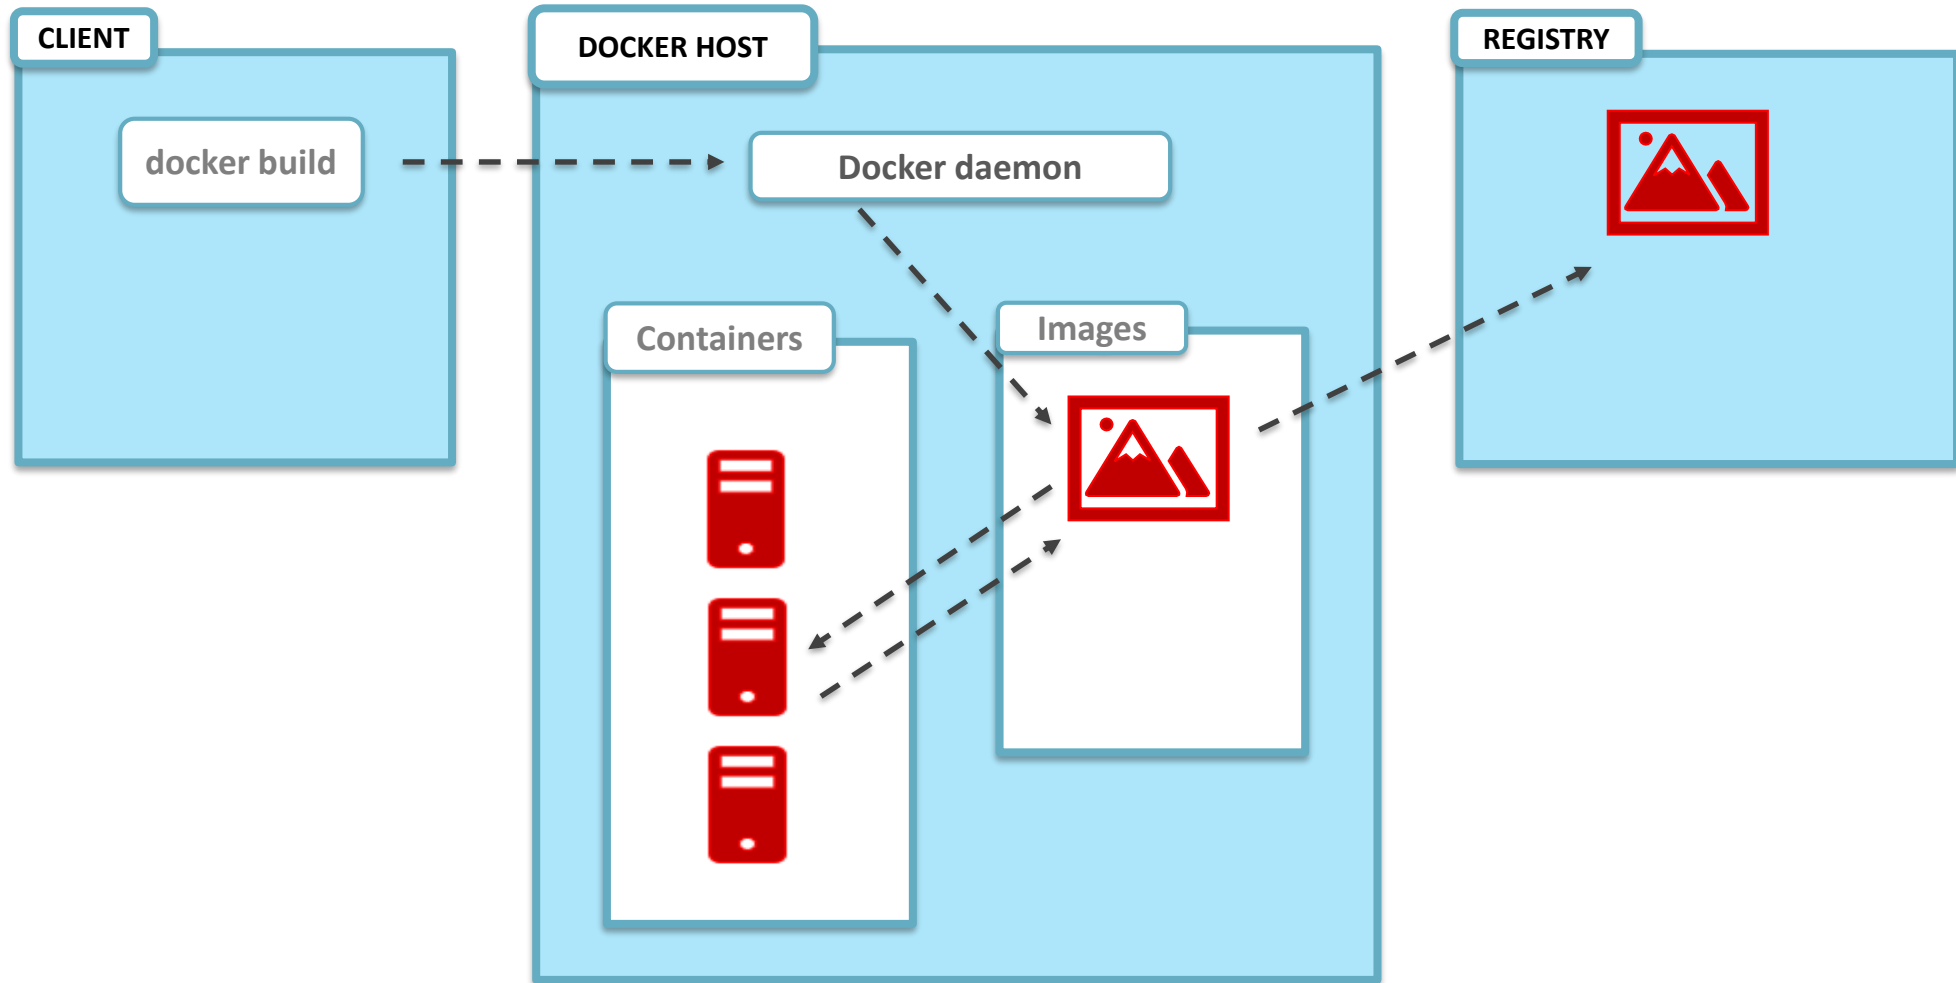 CLIENT
DOCKER HOST
REGISTRY
docker build
Docker daemon
Containers
Images